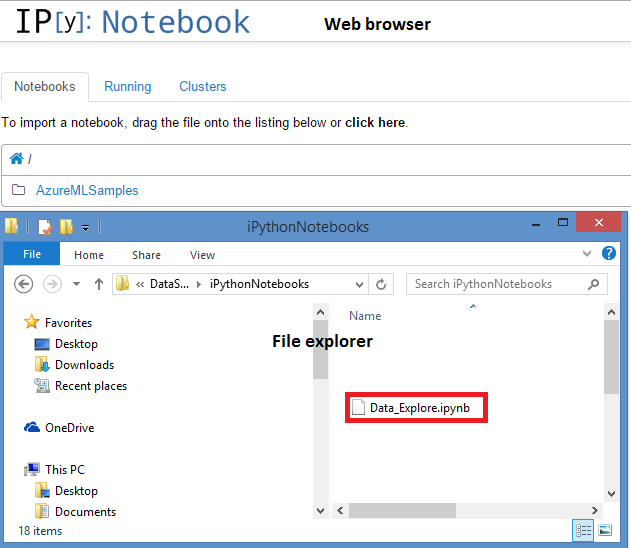 IP[y]: Notebook
Web browser
Notebooks Running Clusters
To import a notebook, drag the file onto the listing below or click here.
/
AzureMLSamples
iPythonNotebooks
File Home Share View
« DataS... iPythonNotebooks
Search iPythonNotebooks
Favorites
Desktop
Downloads
Recent places
OneDrive
This PC
Desktop
Documents
Name
File explorer
Data_Explore.ipynb
18 items